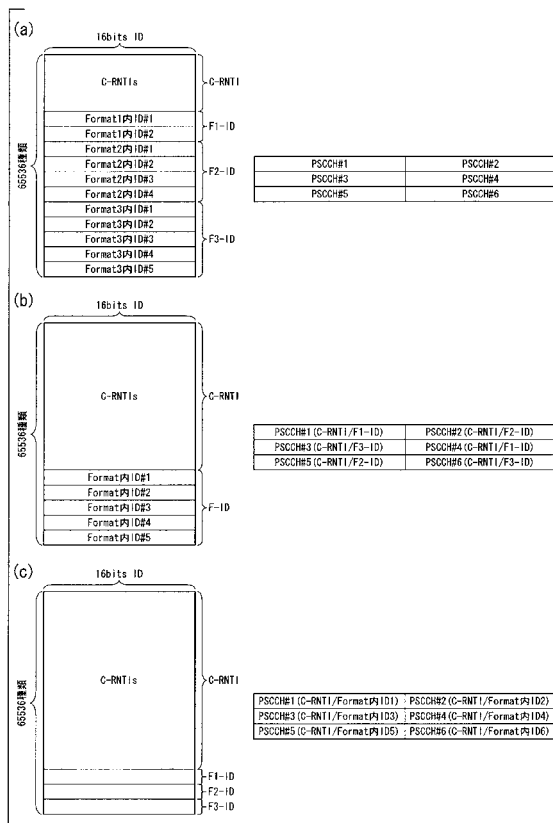 (a)
16bits ID
65536種類
C-RNTIs
C-RNTI
Format1内ID#1
Format1内ID#2
F1-ID
Format2内ID#1
Format2内ID#2
Format2内ID#3
Format2内ID#4
F2-ID
Format3内ID#1
Format3内ID#2
Format3内ID#3
Format3内ID#4
Format3内ID#5
F3-ID
PSCCH#1 PSCCH#2
PSCCH#3 PSCCH#4
PSCCH#5 PSCCH#6
(b)
16bits ID
65536種類
C-RNTIs
C-RNTI
Format内ID#1
Format内ID#2
Format内ID#3
Format内ID#4
Format内ID#5
F-ID
PSCCH#1(C-RNTI/F1-ID) PSCCH#2(C-RNTI/F2-ID)
PSCCH#3(C-RNTI/F3-ID) PSCCH#4(C-RNTI/F1-ID)
PSCCH#5(C-RNTI/F2-ID) PSCCH#6(C-RNTI/F3-ID)
(c)
16bits ID
65536種類
C-RNTIs
C-RNTI
F1-ID
F2-ID
F3-ID
PSCCH#1(C-RNTI/Format内ID1) PSCCH#2(C-RNTI/Format内ID2)
PSCCH#3(C-RNTI/Format内ID3) PSCCH#4(C-RNTI/Format内ID4)
PSCCH#5(C-RNTI/Format内ID5) PSCCH#6(C-RNTI/Format内ID6)